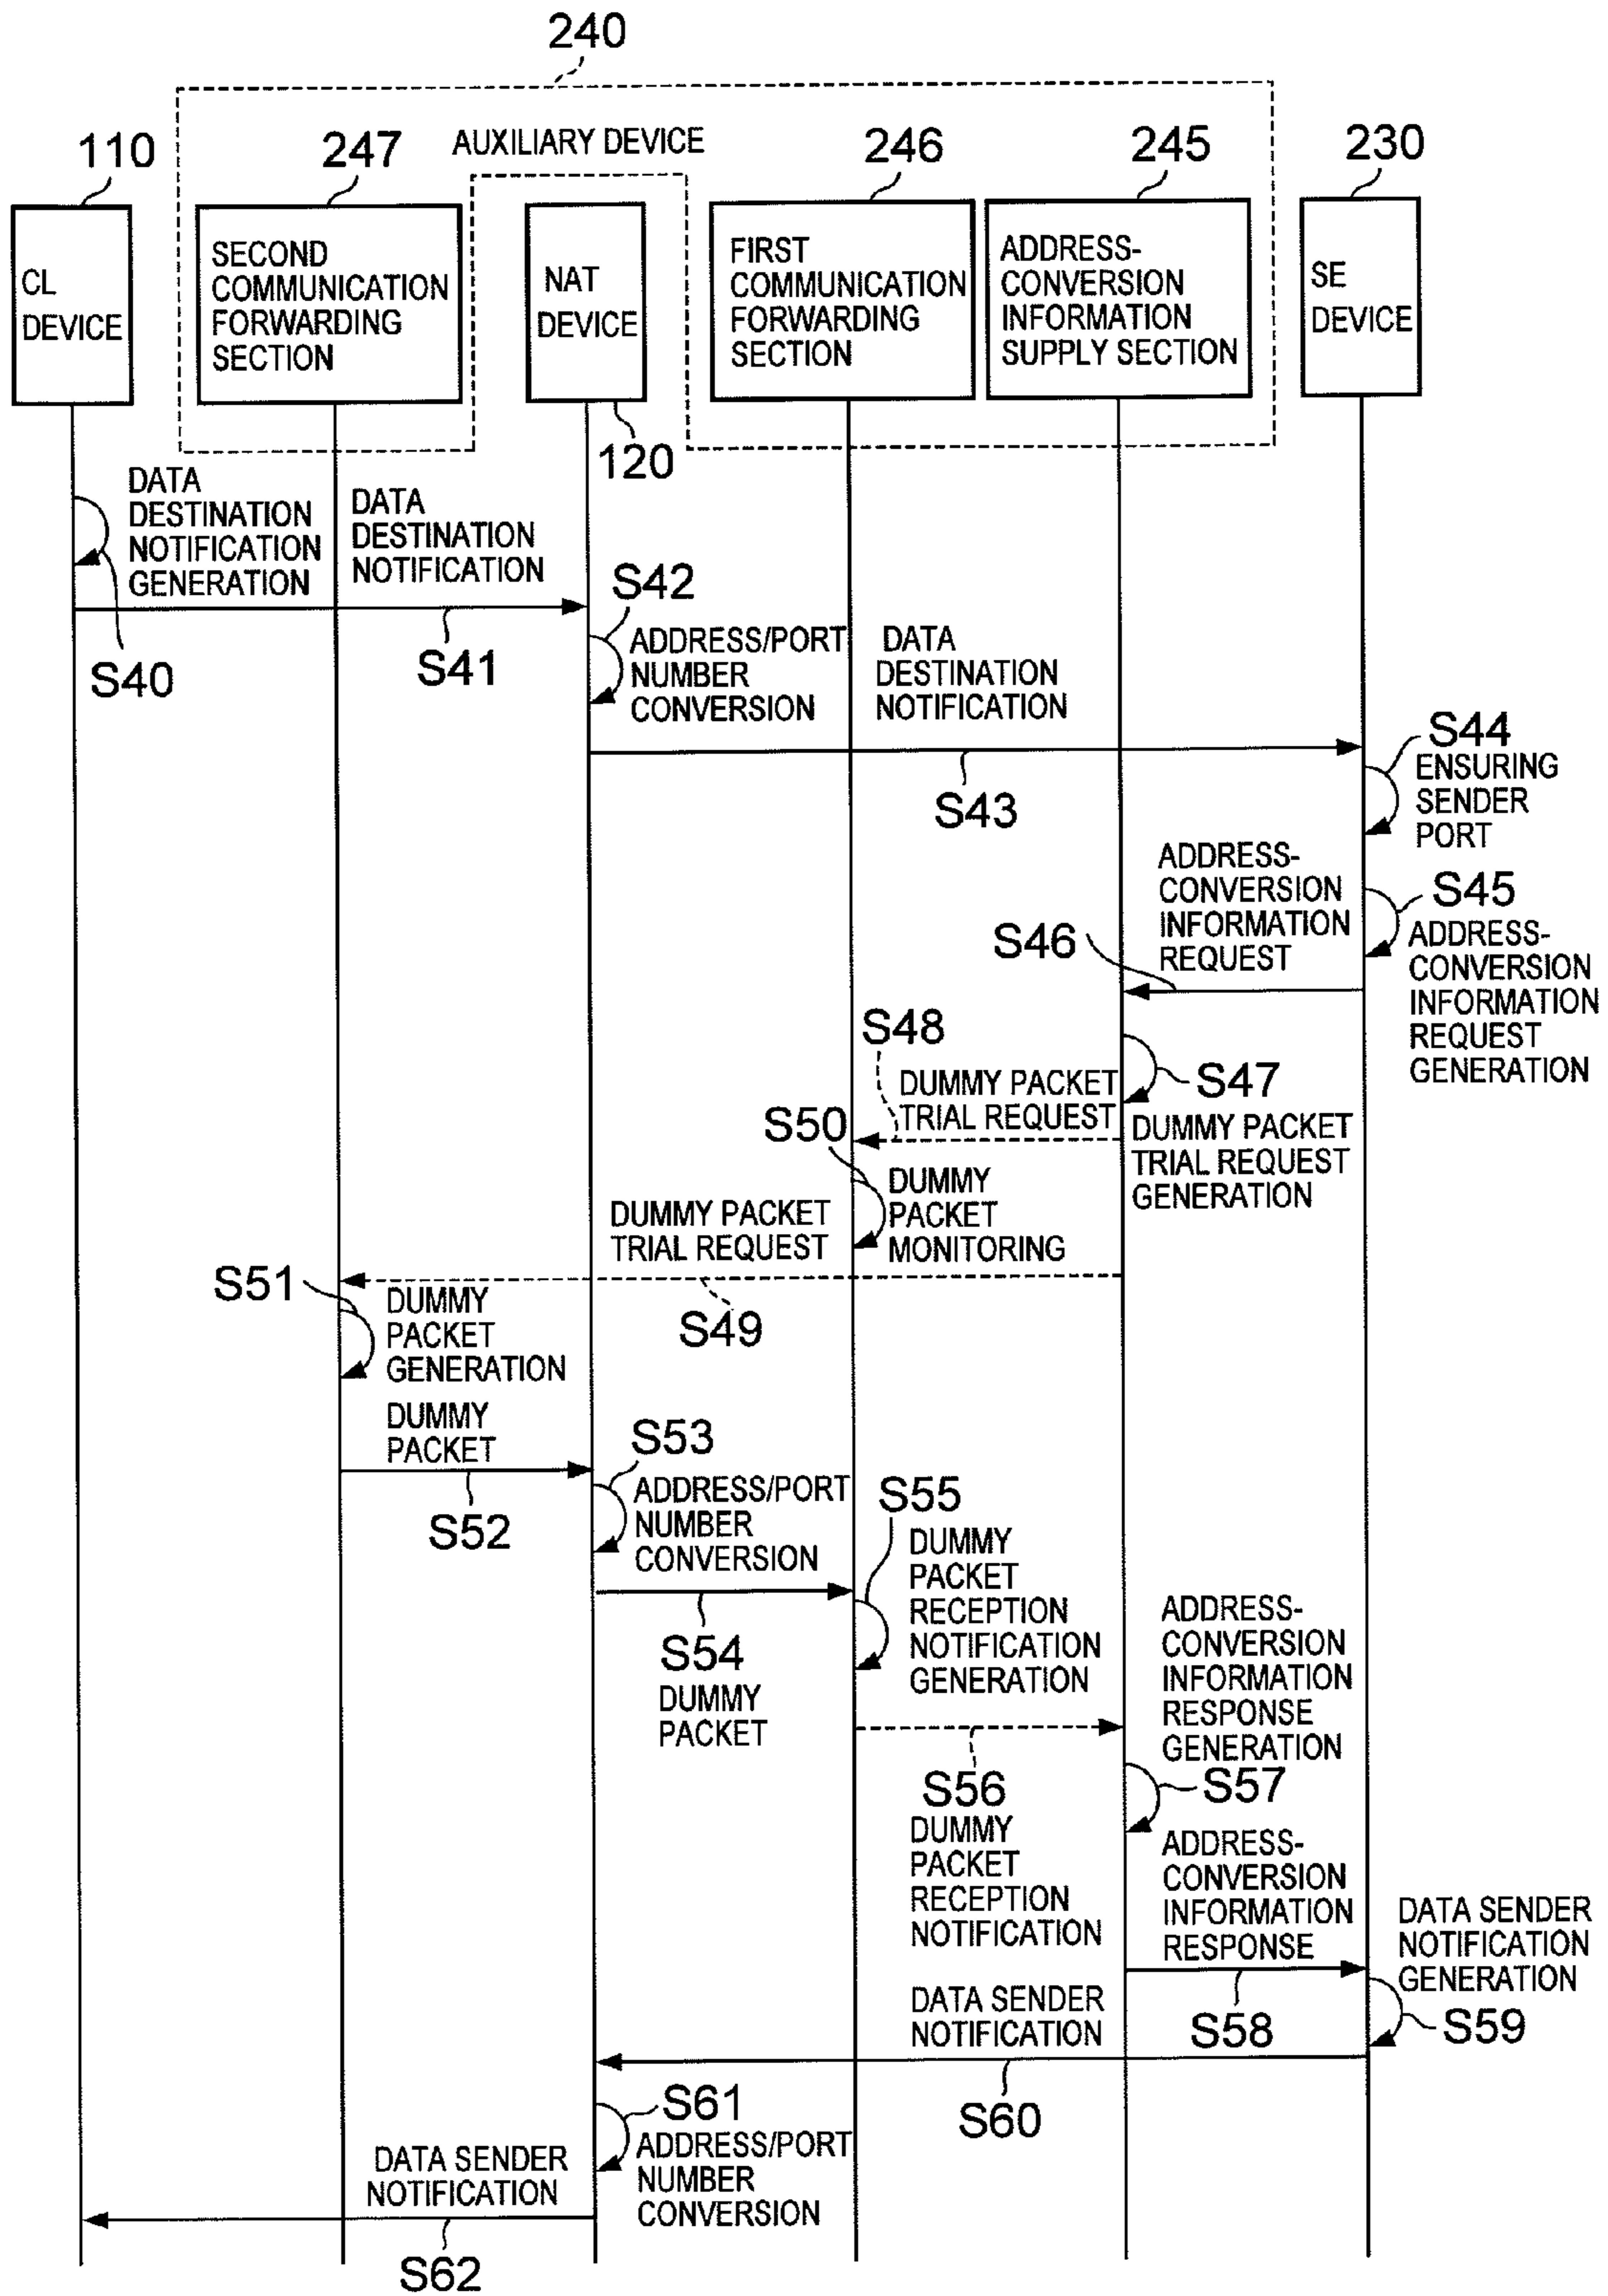 240
AUXILIARY DEVICE
110
247
246
245
230
CL
DEVICE
SECOND
COMMUNICATION
FORWARDING
SECTION
NAT
DEVICE
FIRST
COMMUNICATION
FORWARDING
SECTION
ADDRESS-
CONVERSION
INFORMATION
SUPPLY SECTION
SE
DEVICE
120
DATA
DESTINATION
NOTIFICATION
GENERATION
S40
DATA
DESTINATION
NOTIFICATION
S41
S42
ADDRESS/PORT
NUMBER
CONVERSION
DATA
DESTINATION
NOTIFICATION
S43
S44
ENSURING
SENDER
PORT
S45
ADDRESS-
CONVERSION
INFORMATION
REQUEST
GENERATION
ADDRESS-
CONVERSION
INFORMATION
REQUEST
S46
S47
DUMMY PACKET
TRIAL REQUEST
GENERATION
S48
DUMMY PACKET
TRIAL REQUEST
S50
DUMMY
PACKET
MONITORING
DUMMY PACKET
TRIAL REQUEST
S49
S51
DUMMY
PACKET
GENERATION
DUMMY
PACKET
S52
S53
ADDRESS/PORT
NUMBER
CONVERSION
S54
DUMMY
PACKET
S55
DUMMY
PACKET
RECEPTION
NOTIFICATION
GENERATION
S56
DUMMY
PACKET
RECEPTION
NOTIFICATION
ADDRESS-
CONVERSION
INFORMATION
RESPONSE
GENERATION
S57
ADDRESS-
CONVERSION
INFORMATION
RESPONSE
S58
DATA SENDER
NOTIFICATION
GENERATION
S59
DATA SENDER
NOTIFICATION
S60
S61
ADDRESS/PORT
NUMBER
CONVERSION
DATA SENDER
NOTIFICATION
S62